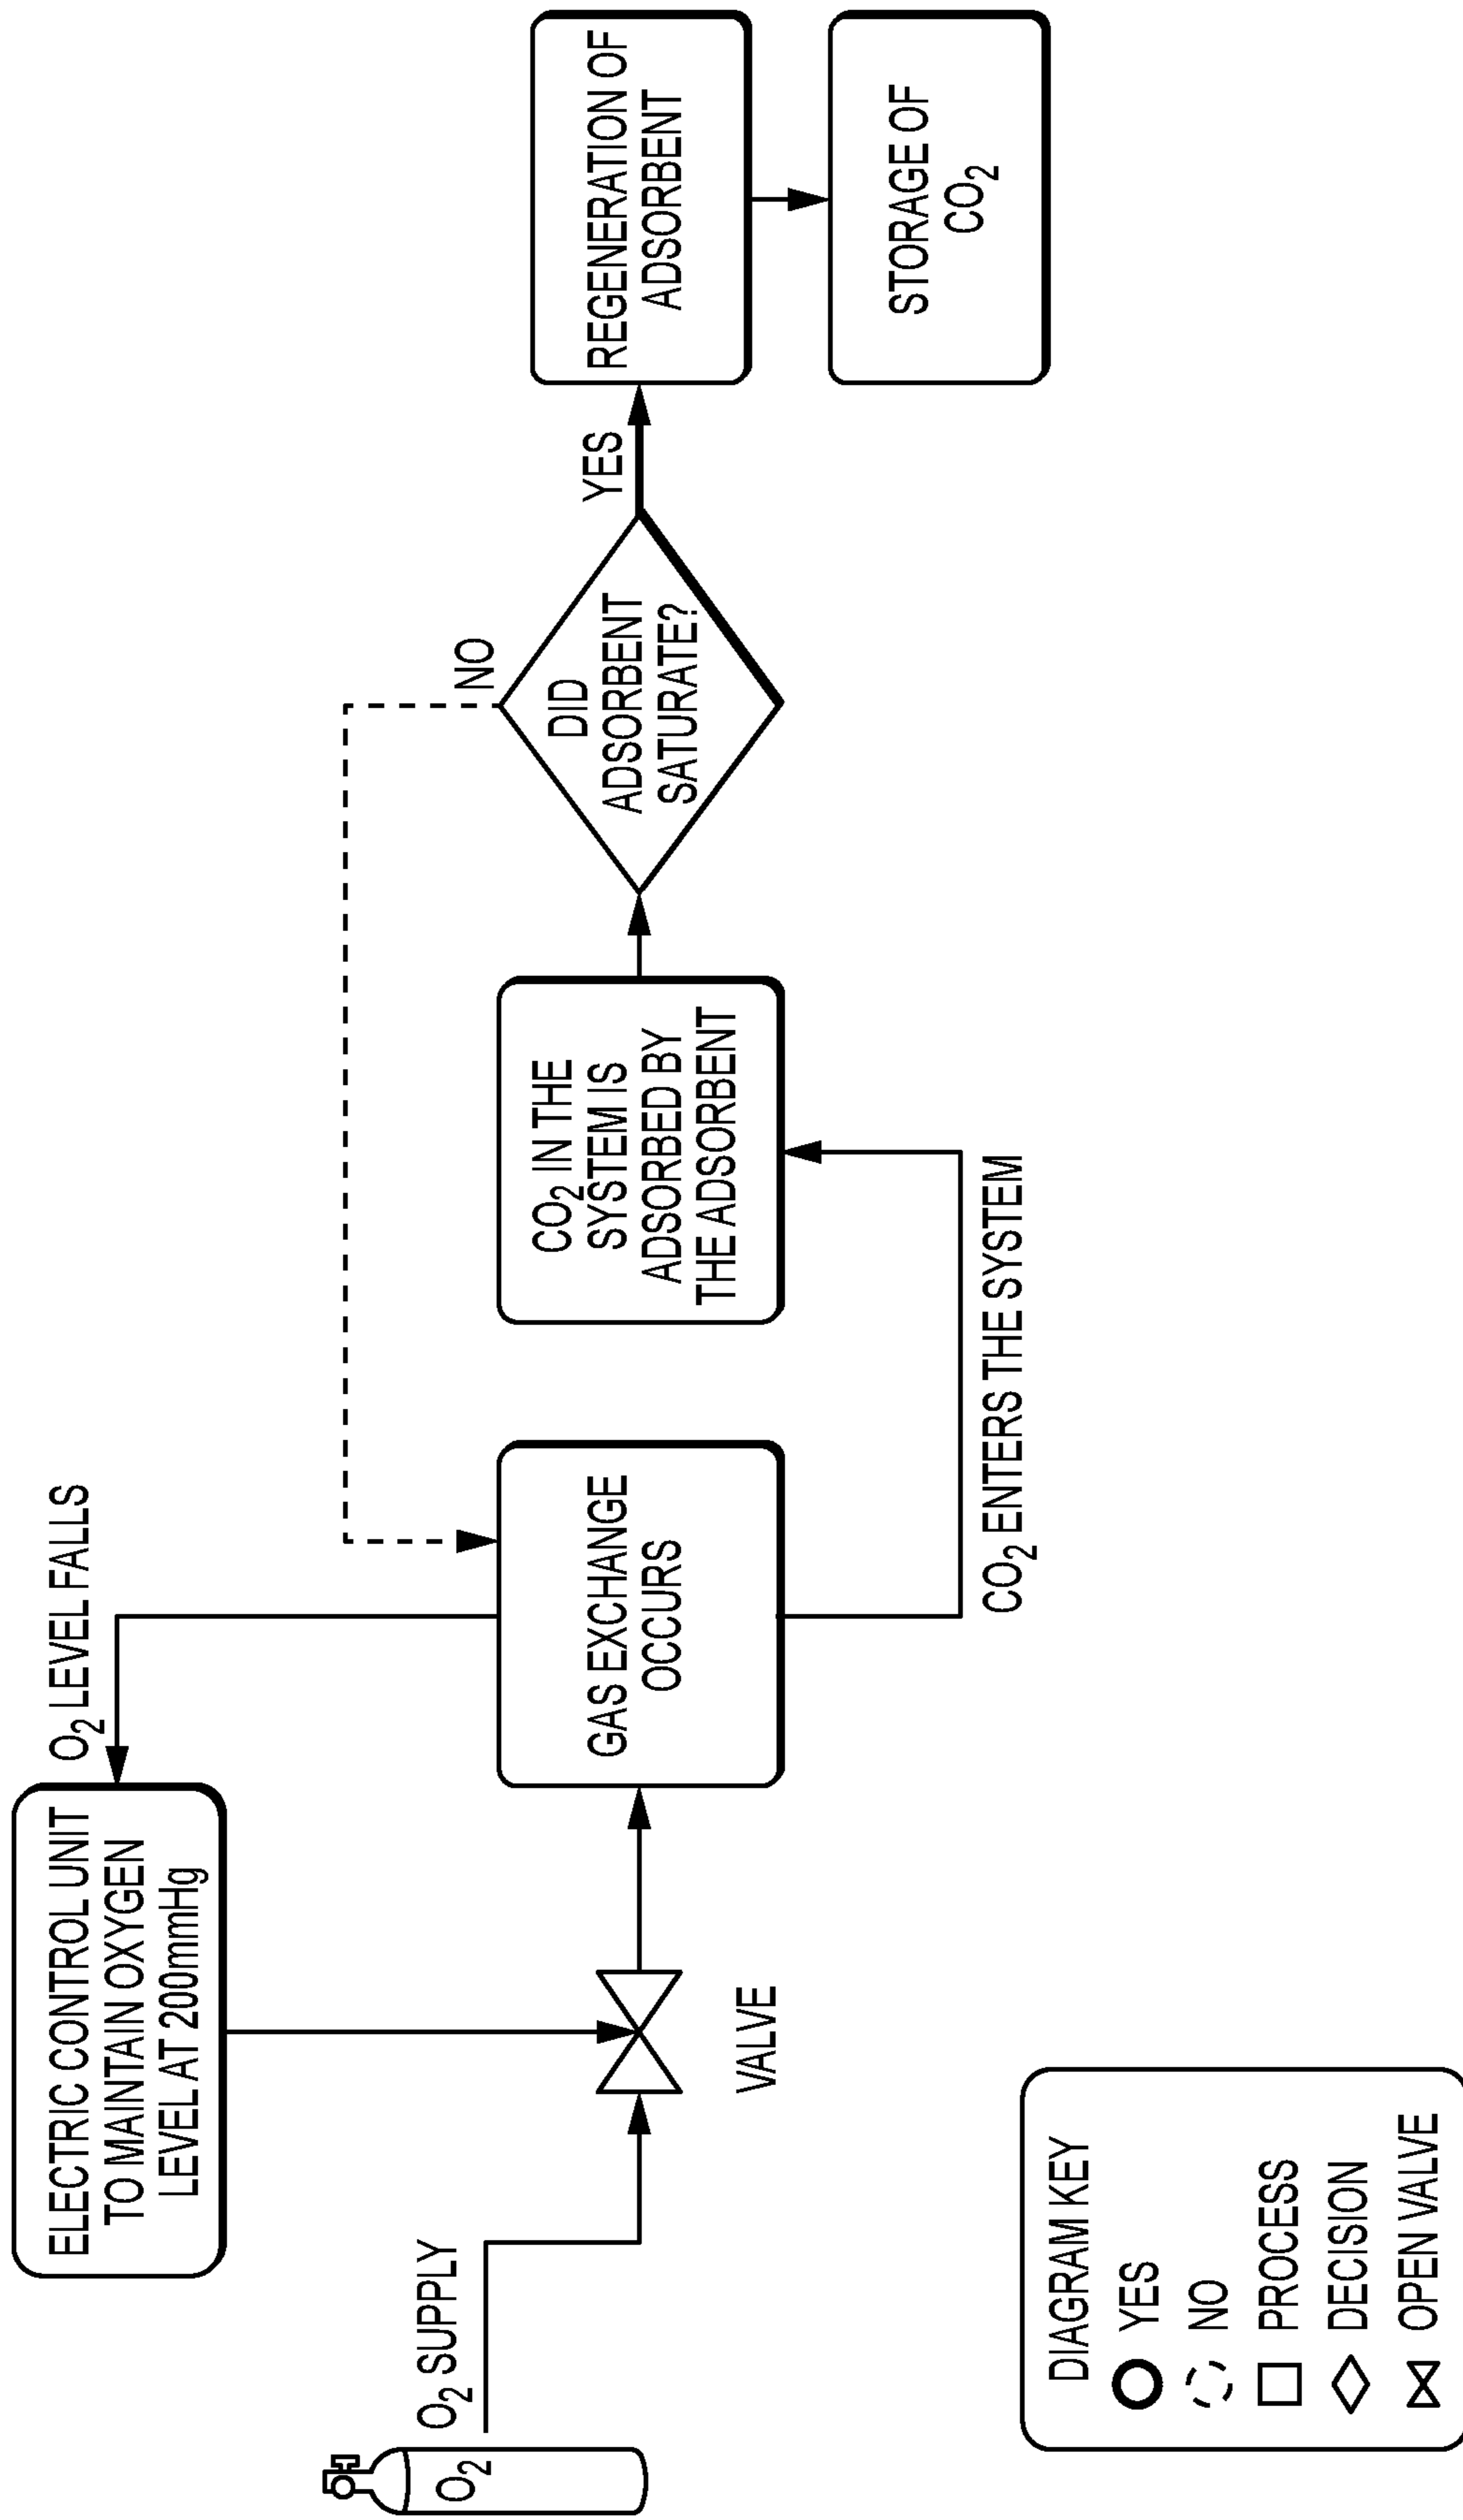 ELECTRIC CONTROL UNIT
TO MAINTAIN OXYGEN
LEVEL AT 200mmHg
O₂ LEVEL FALLS
O₂ SUPPLY
O₂
VALVE
GAS EXCHANGE
OCCURS
CO₂ ENTERS THE SYSTEM
CO₂ IN THE
SYSTEM IS
ADSORBED BY
THE ADSORBENT
DID
ADSORBENT
SATURATE?
NO
YES
REGENERATION OF
ADSORBENT
STORAGE OF
CO₂
DIAGRAM KEY
YES
NO
PROCESS
DECISION
OPEN VALVE